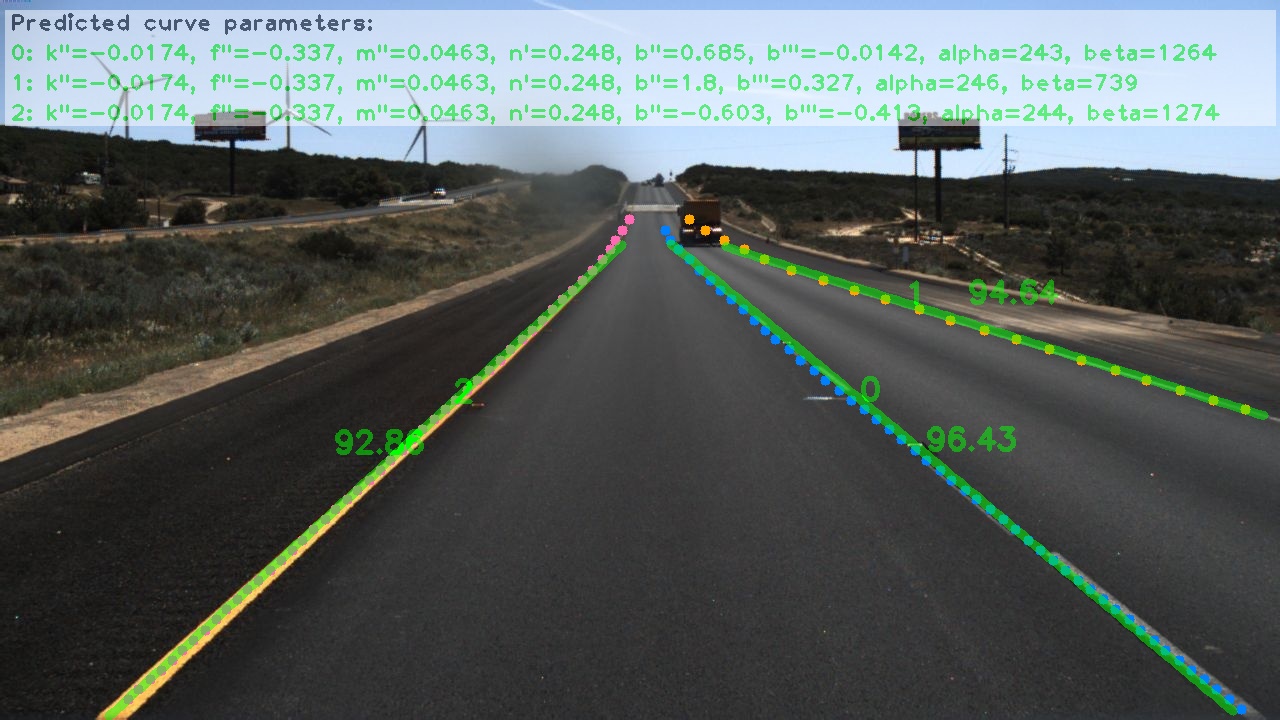 Predicted curve parameters:
0: k''=-0.0174, f''=-0.337, m''=0.0463, n'=0.248, b''=0.685, b'''=-0.0142, alpha=243, beta=1264
1: k''=-0.0174, f''=-0.337, m''=0.0463, n'=0.248, b''=1.8, b'''=0.327, alpha=246, beta=739
2: k''=-0.0174, f''=-0.337, m''=0.0463, n'=0.248, b''=-0.603, b'''=-0.413, alpha=244, beta=1274
1 94.64
2 0
92.86 96.43